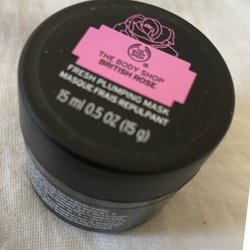 THE BODY SHOP
BRITISH ROSE
FRESH PLUMPING MASK
MASQUE FRAIS REPULPANT
15 ml 0.5 OZ (15 g)